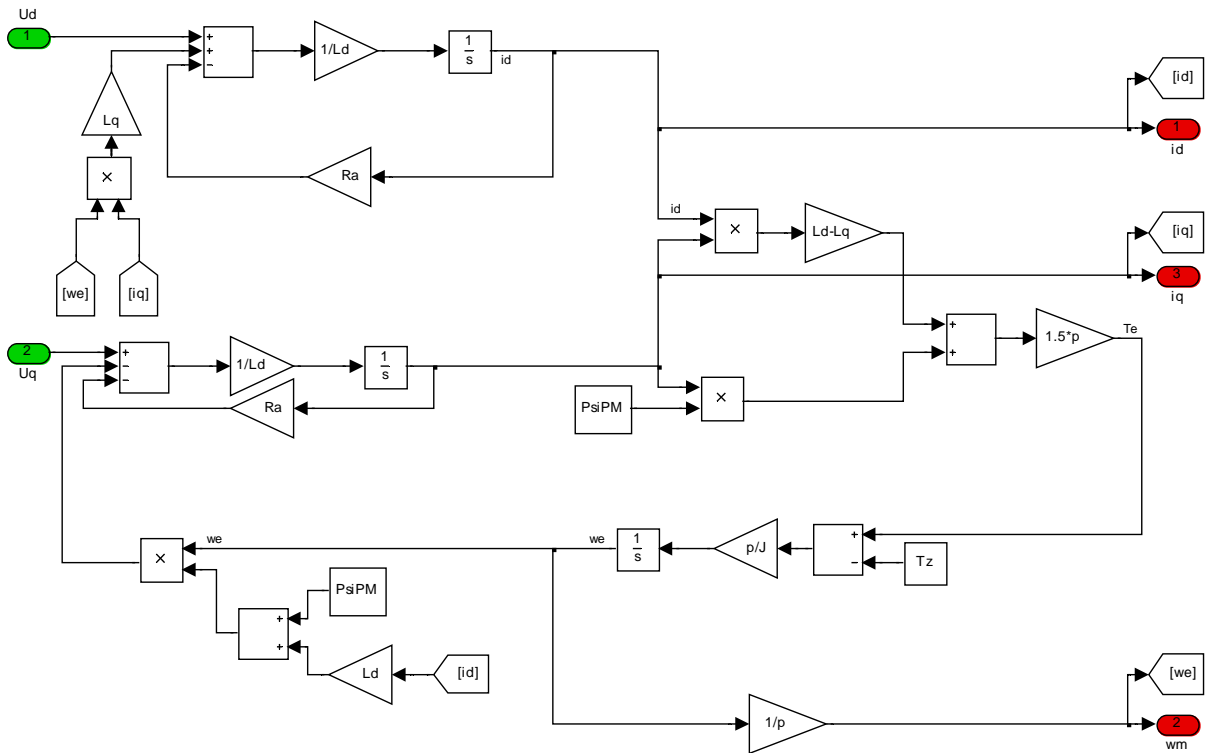 Ud
1
+
+
−
1/Ld
1
s
id
[id]
1
id
Lq
×
Ra
[we]
[iq]
id
×
Ld-Lq
[iq]
3
iq
2
Uq
+
−
−
1/Ld
1
s
Ra
PsiPM
×
+
+
1.5*p
Te
×
we
we
1
s
p/J
+
−
Tz
PsiPM
+
+
Ld
[id]
1/p
[we]
2
wm